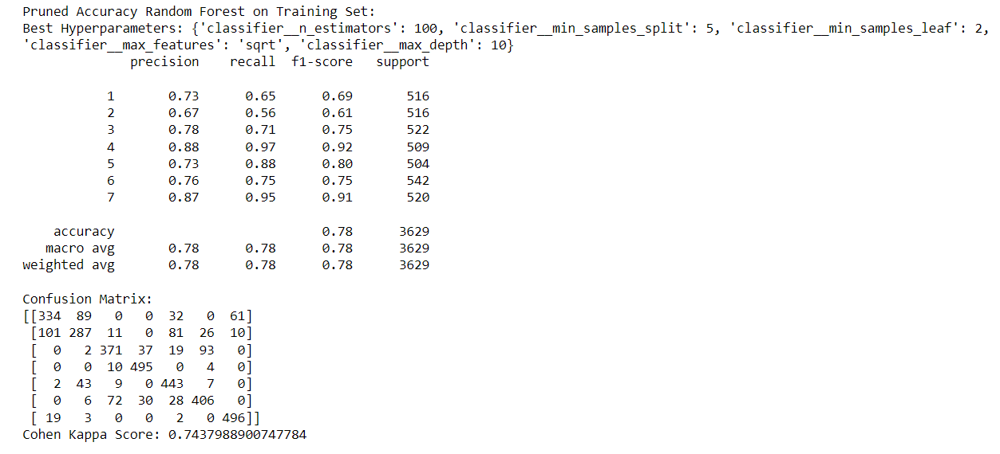 Pruned Accuracy Random Forest on Training Set:
Best Hyperparameters: {'classifier__n_estimators': 100, 'classifier__min_samples_split': 5, 'classifier__min_samples_leaf': 2,
'classifier__max_features': 'sqrt', 'classifier__max_depth': 10}
              precision    recall  f1-score   support

           1       0.73      0.65      0.69       516
           2       0.67      0.56      0.61       516
           3       0.78      0.71      0.75       522
           4       0.88      0.97      0.92       509
           5       0.73      0.88      0.80       504
           6       0.76      0.75      0.75       542
           7       0.87      0.95      0.91       520

    accuracy                           0.78      3629
   macro avg       0.78      0.78      0.78      3629
weighted avg       0.78      0.78      0.78      3629

Confusion Matrix:
[[334  89   0   0  32   0  61]
 [101 287  11   0  81  26  10]
 [  0   2 371  37  19  93   0]
 [  0   0  10 495   0   4   0]
 [  2  43   9   0 443   7   0]
 [  0   6  72  30  28 406   0]
 [ 19   3   0   0   2   0 496]]
Cohen Kappa Score: 0.7437988900747784